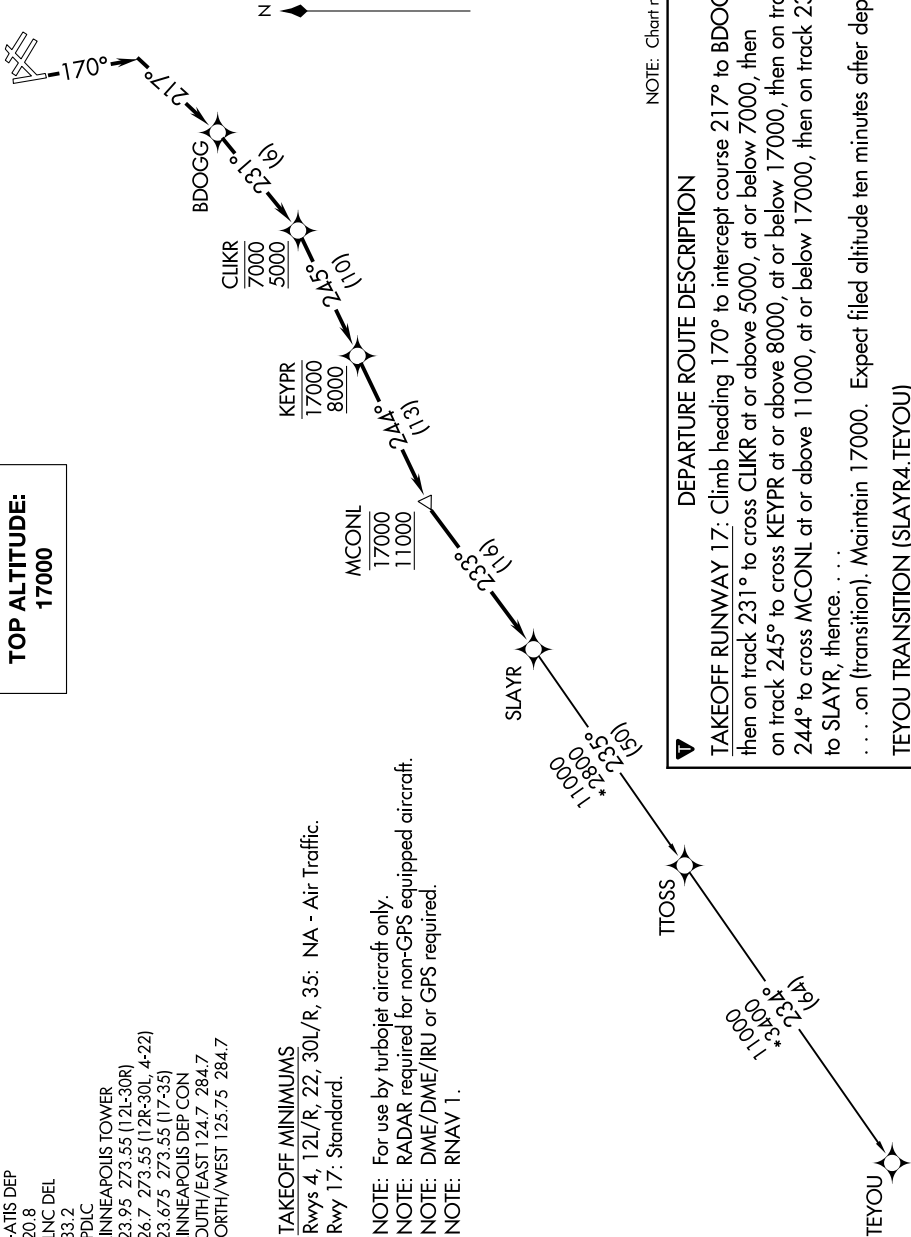 TOP ALTITUDE:
17000
N
170°
217°
BDOGG
231°
(6)
CLIKR
7000
5000
245°
(10)
KEYPR
17000
8000
244°
(13)
MCONL
17000
11000
233°
(16)
SLAYR
11000
*2800
235°
(50)
TTOSS
11000
*3400
234°
(64)
TEYOU
-ATIS DEP
20.8
LNC DEL
33.2
PDLC
INNEAPOLIS TOWER
23.95 273.55 (12L-30R)
26.7 273.55 (12R-30L, 4-22)
23.675 273.55 (17-35)
INNEAPOLIS DEP CON
OUTH/EAST 124.7 284.7
ORTH/WEST 125.75 284.7
TAKEOFF MINIMUMS
Rwys 4, 12L/R, 22, 30L/R, 35: NA - Air Traffic.
Rwy 17: Standard.
NOTE: For use by turbojet aircraft only.
NOTE: RADAR required for non-GPS equipped aircraft.
NOTE: DME/DME/IRU or GPS required.
NOTE: RNAV 1.
NOTE: Chart n
T
DEPARTURE ROUTE DESCRIPTION
TAKEOFF RUNWAY 17: Climb heading 170° to intercept course 217° to BDOG
then on track 231° to cross CLIKR at or above 5000, at or below 7000, then
on track 245° to cross KEYPR at or above 8000, at or below 17000, then on tra
244° to cross MCONL at or above 11000, at or below 17000, then on track 23
to SLAYR, thence. . . .
. . . .on (transition). Maintain 17000. Expect filed altitude ten minutes after dep
TEYOU TRANSITION (SLAYR4.TEYOU)